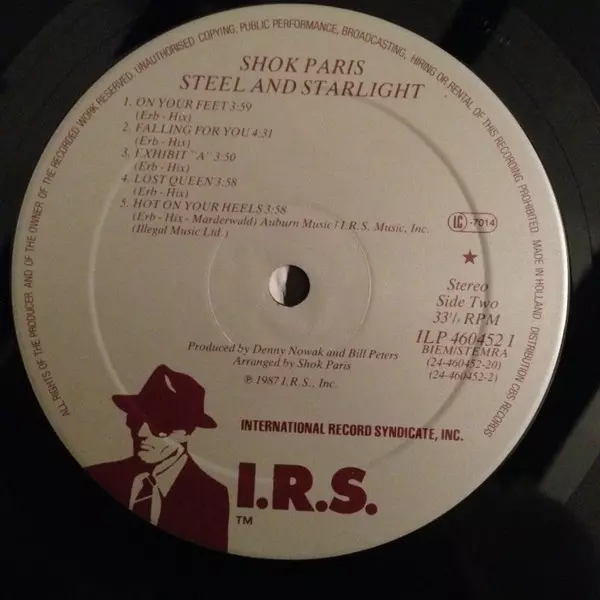 ALL RIGHTS OF THE PRODUCER AND OF THE OWNER OF THE RECORDED WORK RESERVED. UNAUTHORISED COPYING, PUBLIC PERFORMANCE, BROADCASTING, HIRING OR RENTAL OF THIS RECORDING PROHIBITED. MADE IN HOLLAND DISTRIBUTION CBS RECORDS
SHOK PARIS
STEEL AND STARLIGHT
1. ON YOUR FEET 3:59
(Erb - Hix)
2. FALLING FOR YOU 4:31
(Erb - Hix)
3. EXHIBIT "A" 3:50
(Erb - Hix)
4. LOST QUEEN 3:58
(Erb - Hix)
5. HOT ON YOUR HEELS 3:58
(Erb - Hix - Marderwald) Auburn Music / I.R.S. Music, Inc.
(Illegal Music Ltd.)
LC -7014
Stereo
Side Two
33⅓ RPM
ILP 460452 1
BIEM/STEMRA
(24-460452-20)
(24-460452-2)
Produced by Denny Nowak and Bill Peters
Arranged by Shok Paris
℗ 1987 I.R.S., Inc.
INTERNATIONAL RECORD SYNDICATE, INC.
I.R.S.
TM